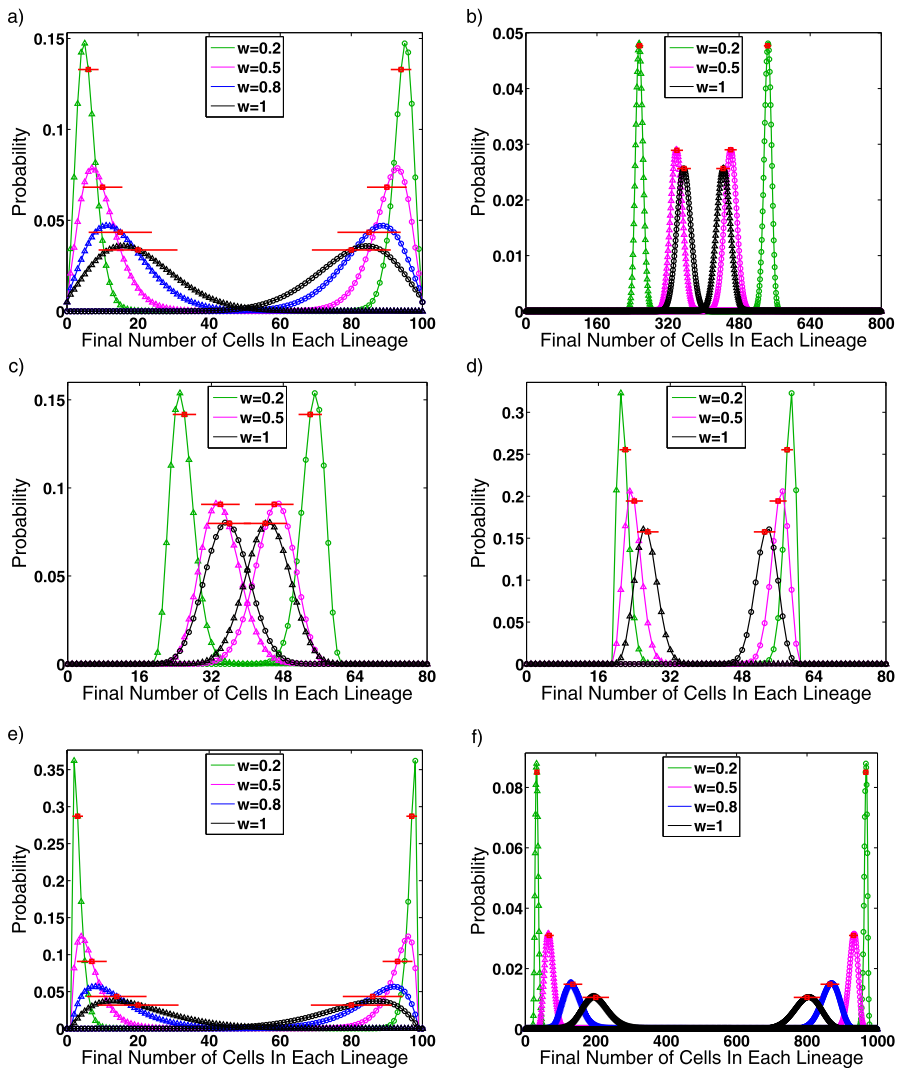 a)
0.15
0.1
0.05
0
w=0.2
w=0.5
w=0.8
w=1
Probability
0 20 40 60 80 100
Final Number of Cells In Each Lineage
b)
0.05
0.04
0.03
0.02
0.01
0
w=0.2
w=0.5
w=1
Probability
0 160 320 480 640 800
Final Number of Cells In Each Lineage
c)
0.15
0.1
0.05
0
w=0.2
w=0.5
w=1
Probability
0 16 32 48 64 80
Final Number of Cells In Each Lineage
d)
0.3
0.25
0.2
0.15
0.1
0.05
0
w=0.2
w=0.5
w=1
Probability
0 16 32 48 64 80
Final Number of Cells In Each Lineage
e)
0.35
0.3
0.25
0.2
0.15
0.1
0.05
0
w=0.2
w=0.5
w=0.8
w=1
Probability
0 20 40 60 80 100
Final Number of Cells In Each Lineage
f)
0.08
0.06
0.04
0.02
0
w=0.2
w=0.5
w=0.8
w=1
Probability
0 200 400 600 800 1000
Final Number of Cells In Each Lineage